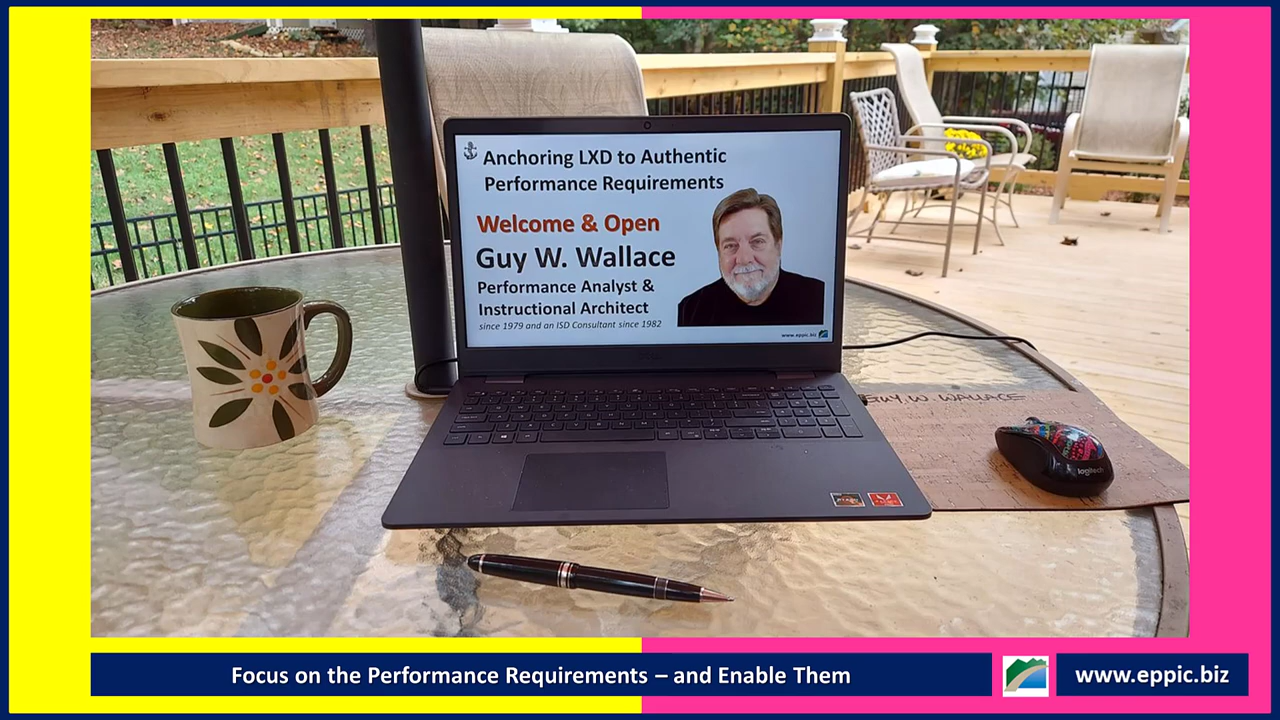 Anchoring LXD to Authentic
Performance Requirements
Welcome & Open
Guy W. Wallace
Performance Analyst &
Instructional Architect
since 1979 and an ISD Consultant since 1982
www.eppic.biz
GUY W WALLACE
logitech
Focus on the Performance Requirements – and Enable Them
www.eppic.biz